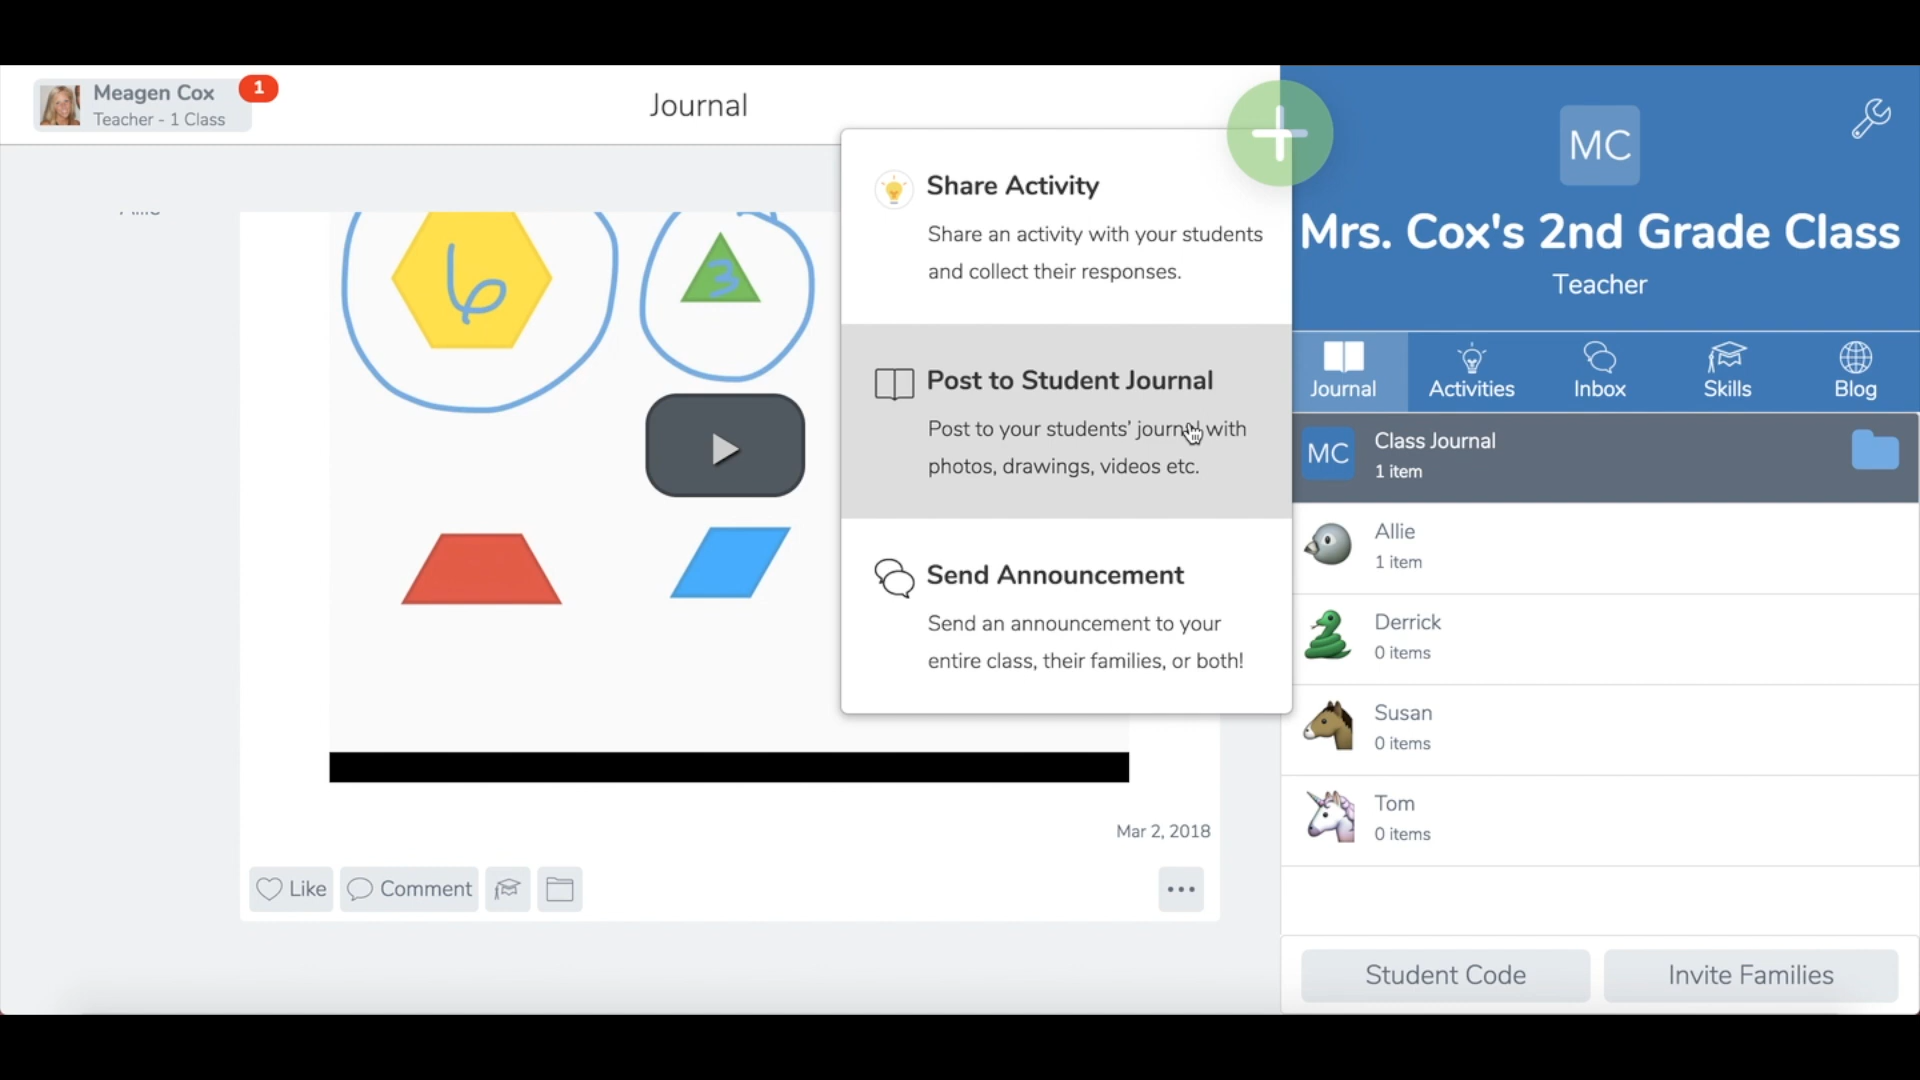 Meagen Cox
1
Teacher - 1 Class
Journal
Allie
6
3
Share Activity
Share an activity with your students
and collect their responses.
Post to Student Journal
Post to your students' journal with
photos, drawings, videos etc.
Send Announcement
Send an announcement to your
entire class, their families, or both!
Mar 2, 2018
Like
Comment
MC
Mrs. Cox's 2nd Grade Class
Teacher
Journal
Activities
Inbox
Skills
Blog
MC
Class Journal
1 item
Allie
1 item
Derrick
0 items
Susan
0 items
Tom
0 items
Student Code
Invite Families